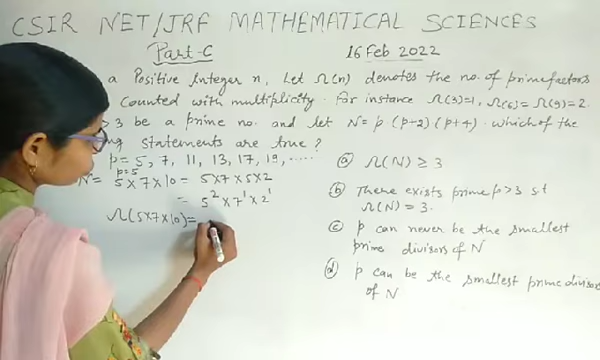 CSIR NET/JRF MATHEMATICAL SCIENCES
Part-C
16 Feb 2022
a Positive Integer n, Let Ω(n) denotes the no. of prime factors
counted with multiplicity. For instance Ω(3)=1, Ω(6)=Ω(9)=2.
>3 be a prime no. and let N=p(p+2)(p+4). which of the
statements are true?
p=5, 7, 11, 13, 17, 19, .....
p=5
N= 5×7×10= 5×7×5×2
= 5²×7¹×2¹
Ω(5×7×10)=
ⓐ Ω(N) ≥ 3
ⓑ There exists prime p>3 s.t
Ω(N)=3.
ⓒ p can never be the smallest
prime divisors of N
ⓓ p can be the smallest prime divisors
of N